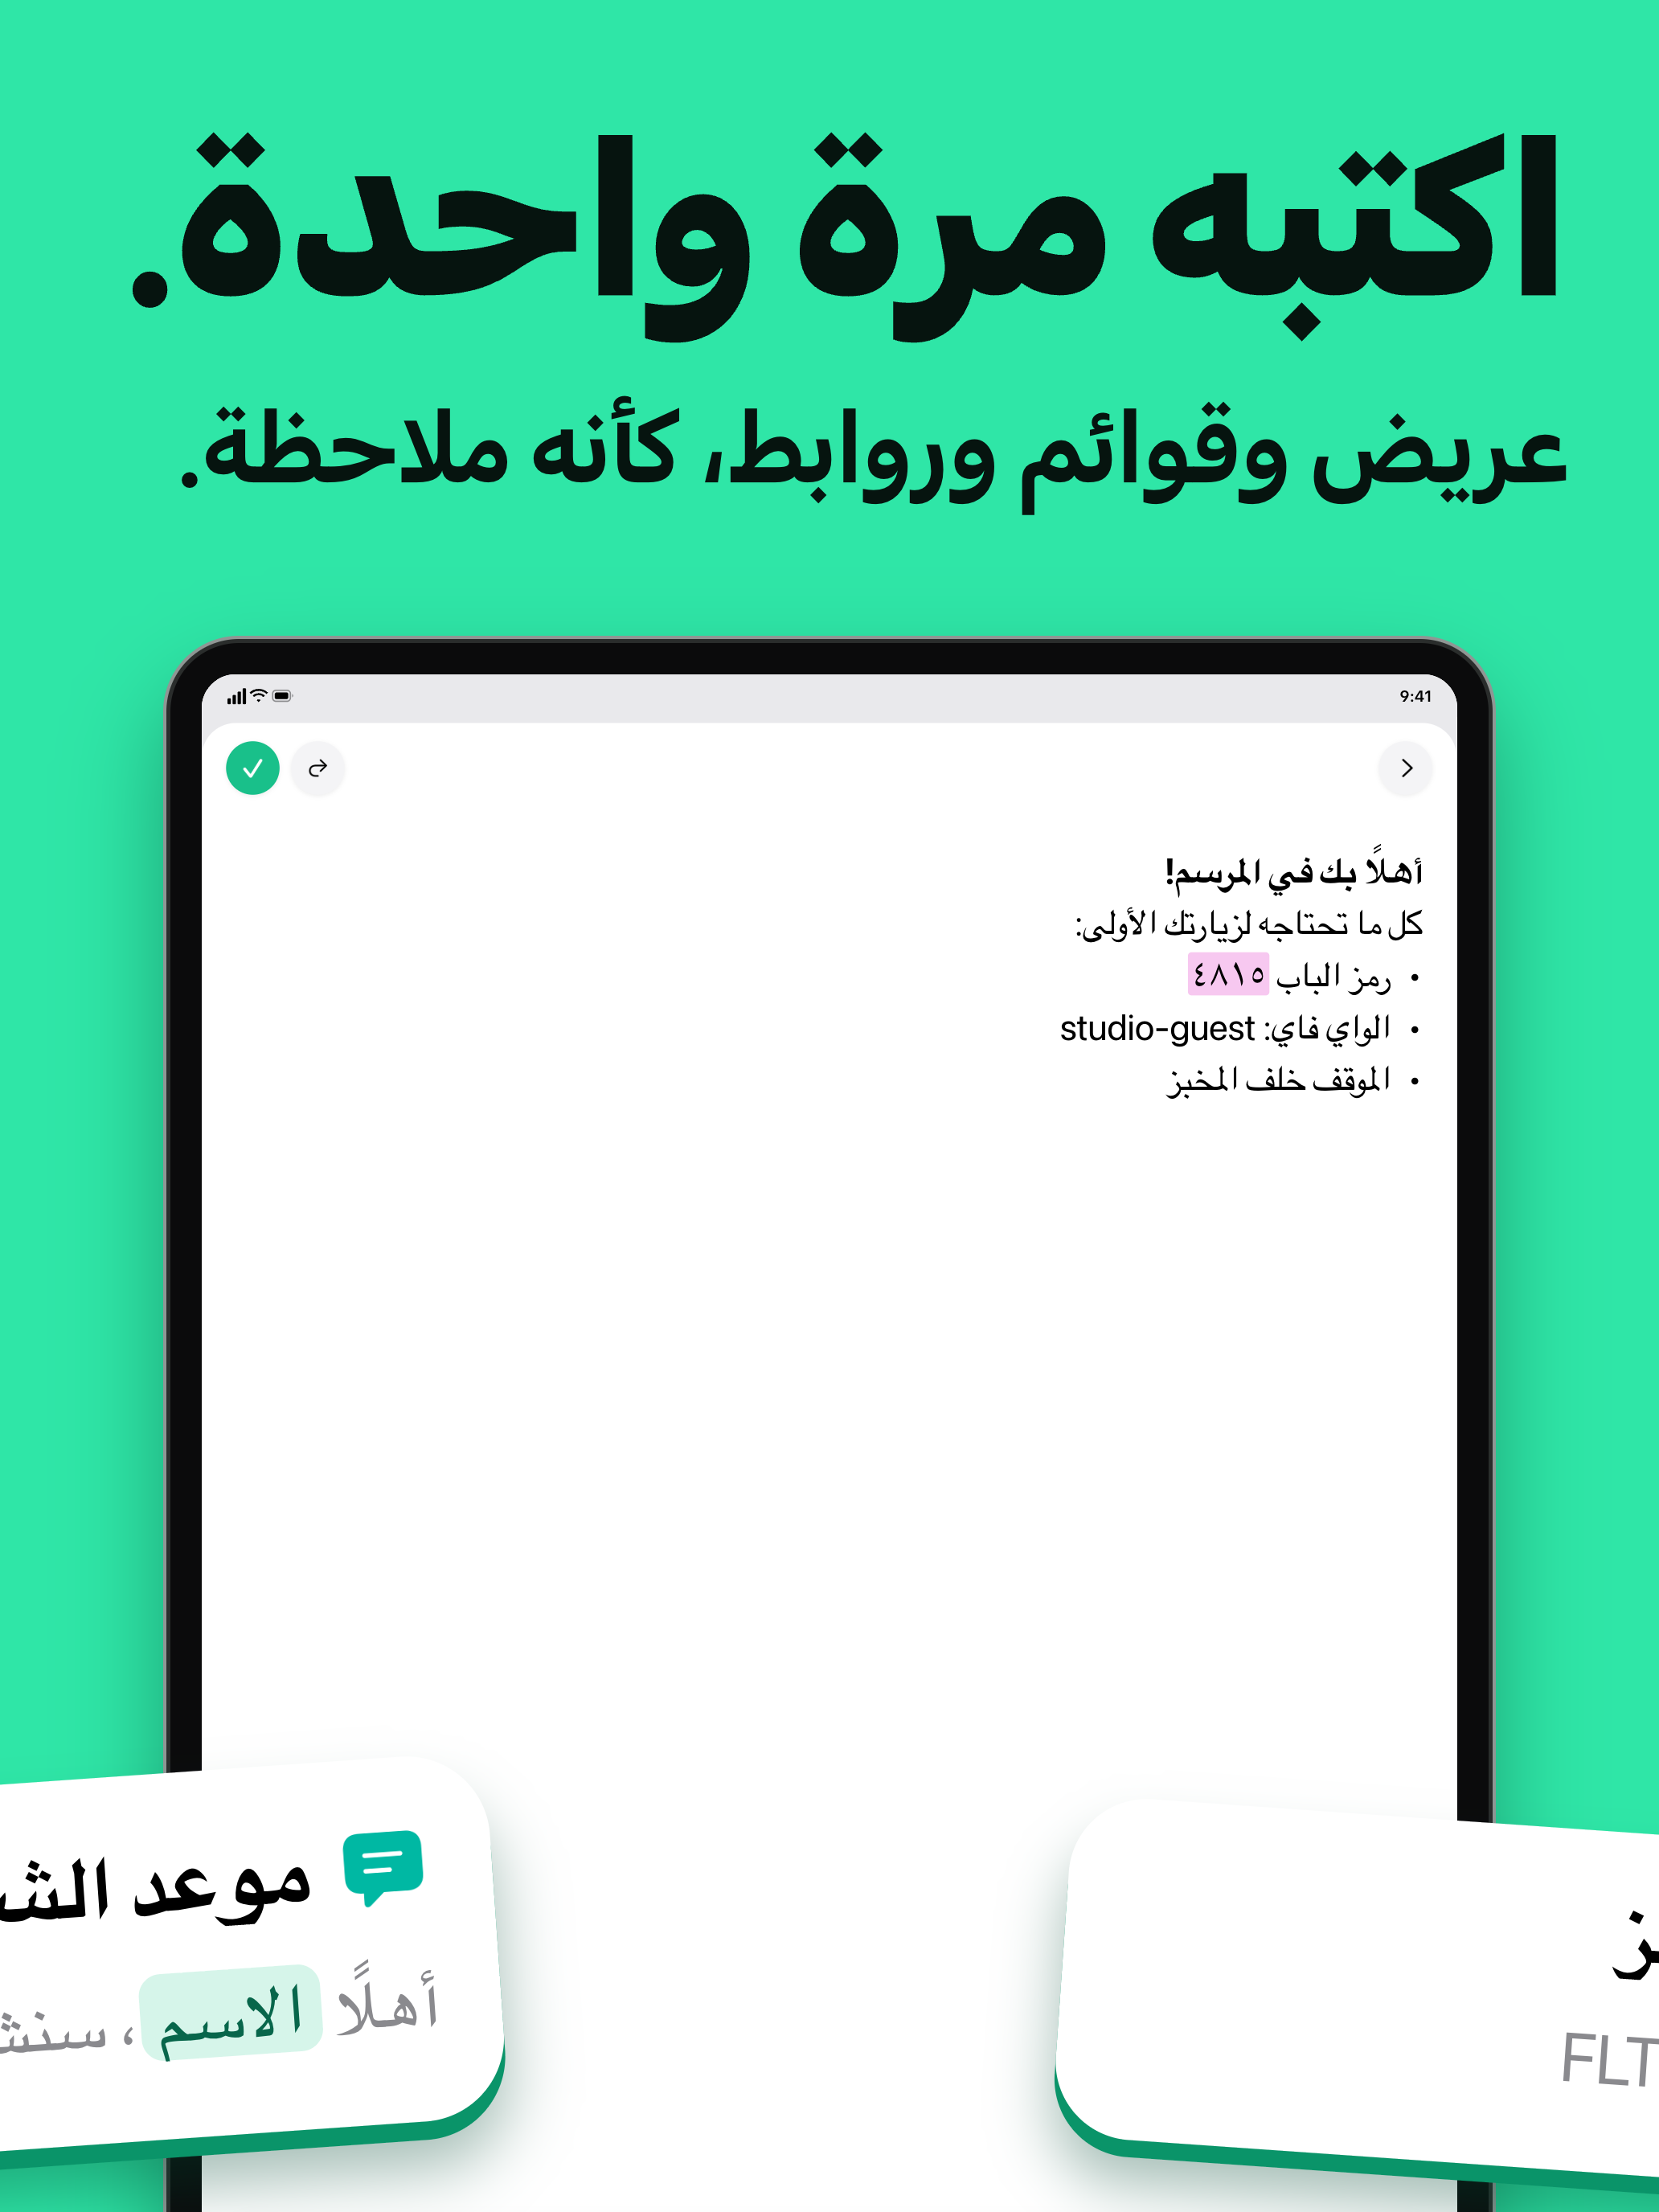 اكتبه مرة واحدة.
عريض وقوائم وروابط، كأنه ملاحظة.
9:41
أهلًا بك في المرسم!
كل ما تحتاجه لزيارتك الأولى:
• رمز الباب ٤٨١٥
• الواي فاي: studio-guest
• الموقف خلف المخبز
موعد
أهلًا الاسم،
FLT